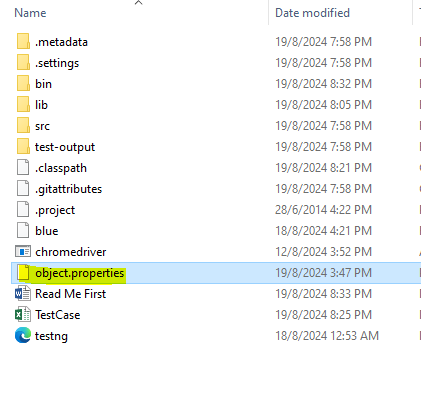 Name Date modified
.metadata 19/8/2024 7:58 PM
.settings 19/8/2024 7:58 PM
bin 19/8/2024 8:32 PM
lib 19/8/2024 8:05 PM
src 19/8/2024 7:58 PM
test-output 19/8/2024 7:58 PM
.classpath 19/8/2024 8:21 PM
.gitattributes 19/8/2024 7:58 PM
.project 28/6/2014 4:22 PM
blue 18/8/2024 4:21 PM
chromedriver 12/8/2024 3:52 PM
object.properties 19/8/2024 3:47 PM
Read Me First 19/8/2024 8:33 PM
TestCase 19/8/2024 8:25 PM
testng 18/8/2024 12:53 AM